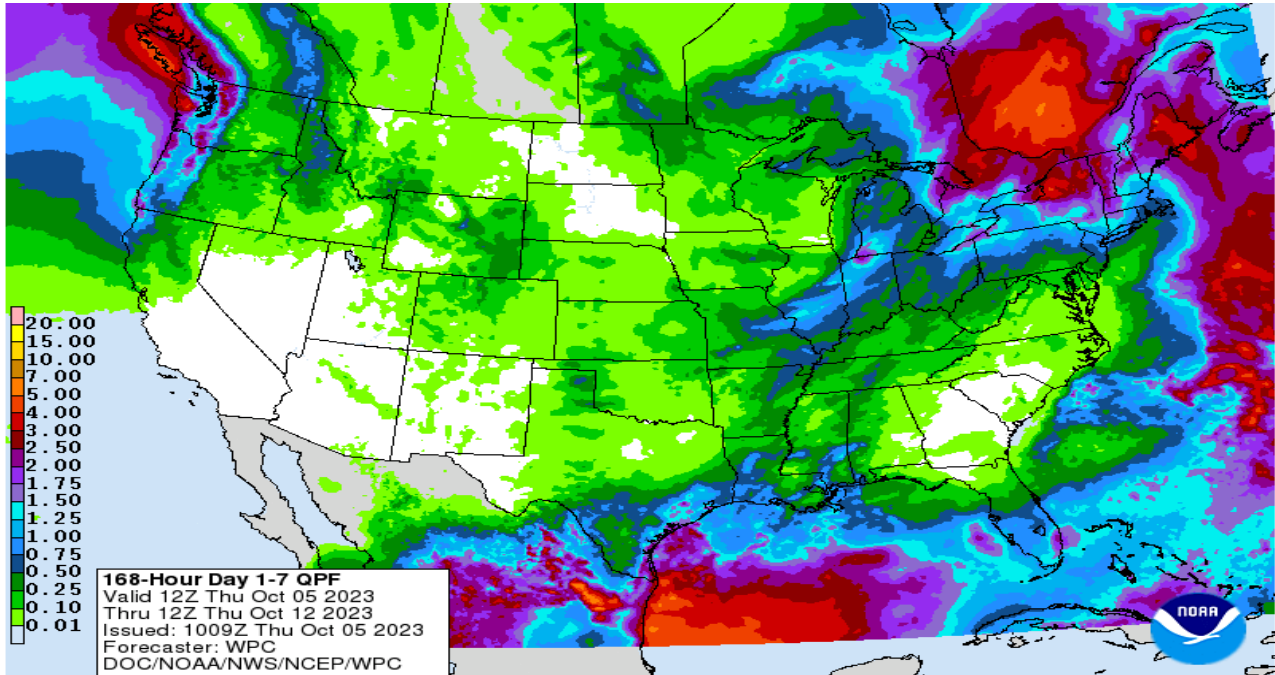 20.00
15.00
10.00
7.00
5.00
4.00
3.00
2.50
2.00
1.75
1.50
1.25
1.00
0.75
0.50
0.25
0.10
0.01
168-Hour Day 1-7 QPF
Valid 12Z Thu Oct 05 2023
Thru 12Z Thu Oct 12 2023
Issued: 1009Z Thu Oct 05 2023
Forecaster: WPC
DOC/NOAA/NWS/NCEP/WPC
NOAA